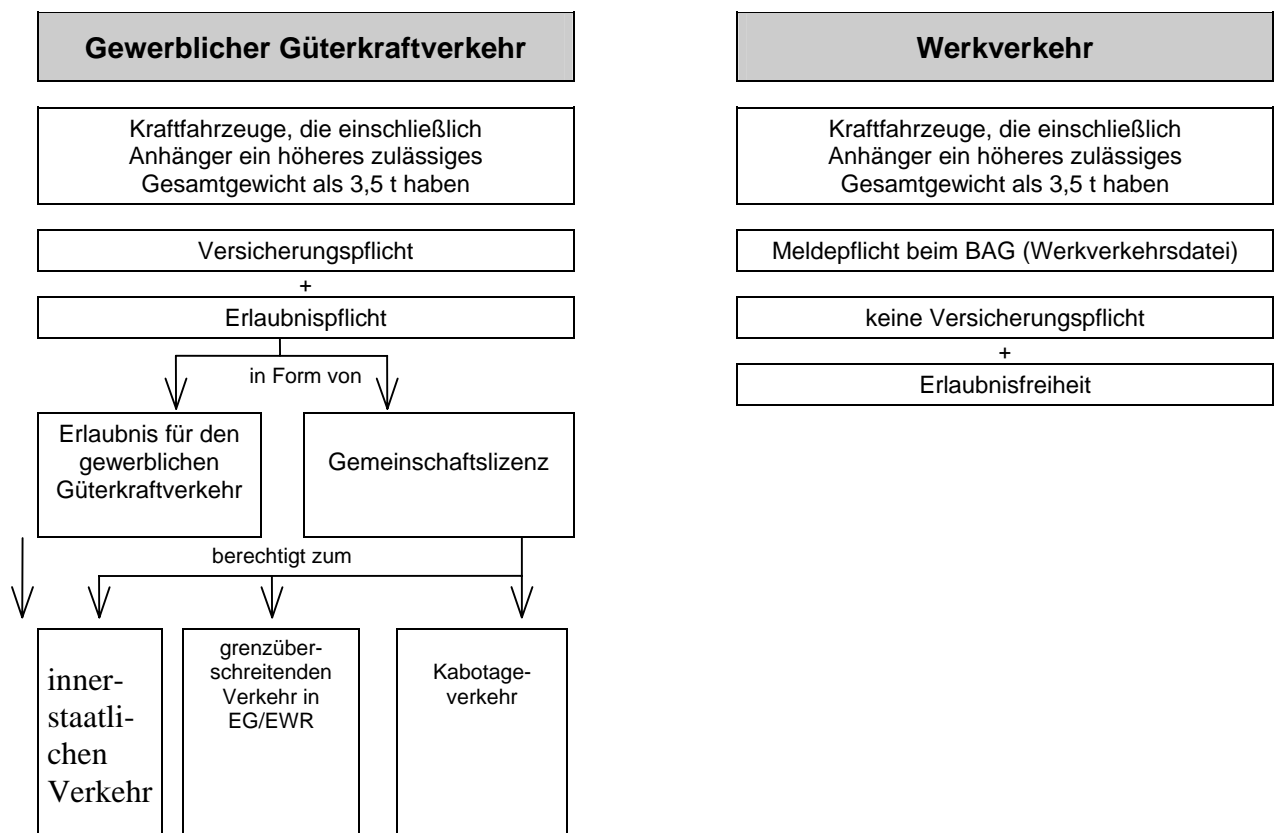 Gewerblicher Güterkraftverkehr
Kraftfahrzeuge, die einschließlich
Anhänger ein höheres zulässiges
Gesamtgewicht als 3,5 t haben
Versicherungspflicht
+
Erlaubnispflicht
in Form von
Erlaubnis für den
gewerblichen
Güterkraftverkehr
Gemeinschaftslizenz
berechtigt zum
inner-
staatli-
chen
Verkehr
grenzüber-
schreitenden
Verkehr in
EG/EWR
Kabotage-
verkehr
Werkverkehr
Kraftfahrzeuge, die einschließlich
Anhänger ein höheres zulässiges
Gesamtgewicht als 3,5 t haben
Meldepflicht beim BAG (Werkverkehrsdatei)
keine Versicherungspflicht
+
Erlaubnisfreiheit